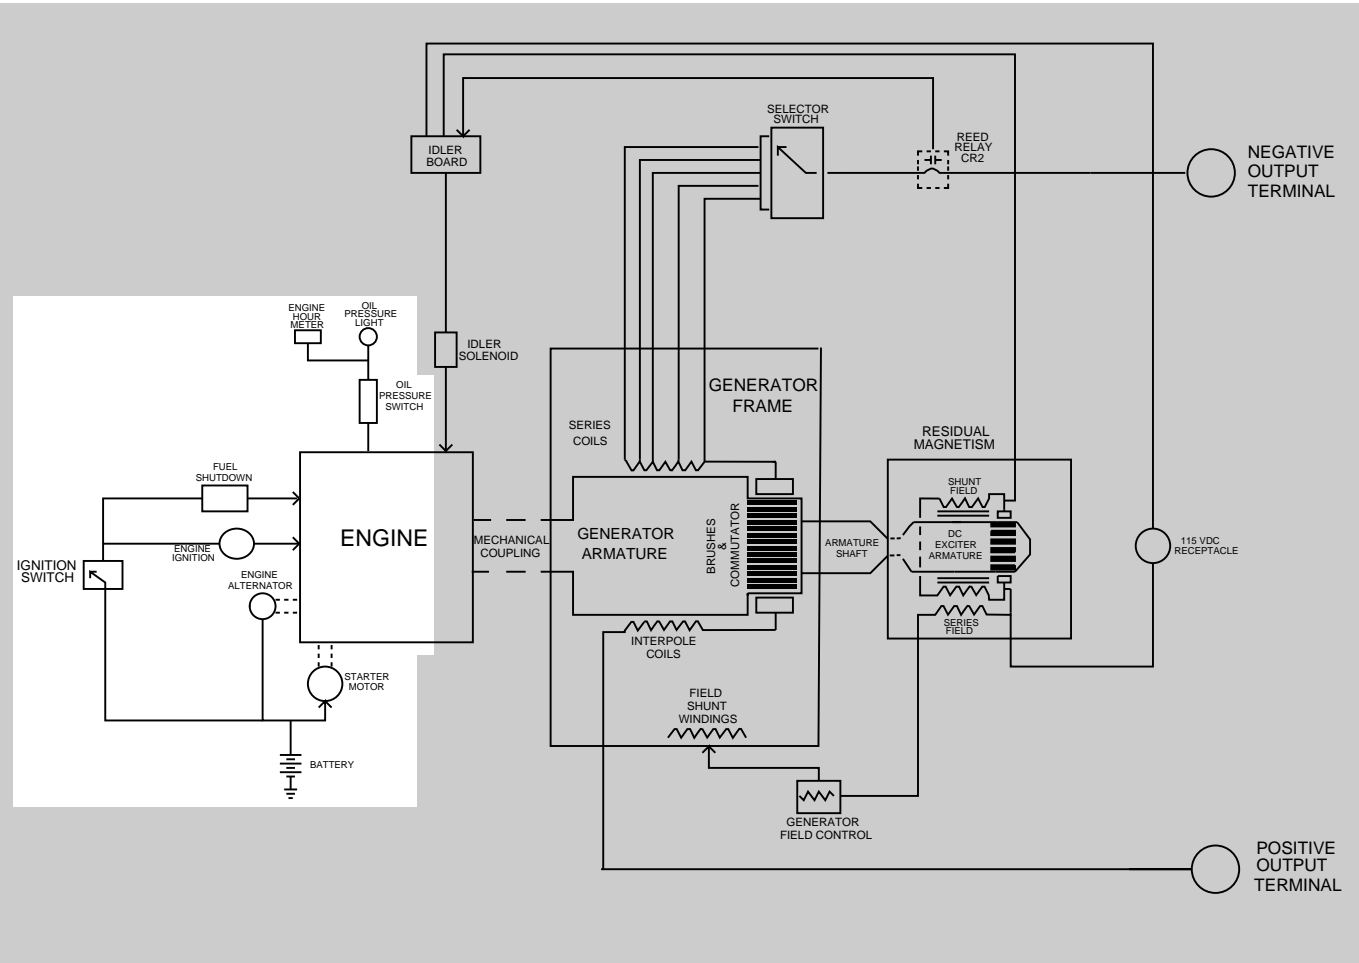 SELECTOR
SWITCH
REED
RELAY
CR2
NEGATIVE
OUTPUT
TERMINAL
IDLER
BOARD
ENGINE
HOUR
METER
OIL
PRESSURE
LIGHT
IDLER
SOLENOID
OIL
PRESSURE
SWITCH
GENERATOR
FRAME
SERIES
COILS
RESIDUAL
MAGNETISM
FUEL
SHUTDOWN
SHUNT
FIELD
ENGINE
MECHANICAL
COUPLING
GENERATOR
ARMATURE
BRUSHES
&
COMMUTATOR
ARMATURE
SHAFT
DC
EXCITER
ARMATURE
115 VDC
RECEPTACLE
ENGINE
IGNITION
IGNITION
SWITCH
ENGINE
ALTERNATOR
SERIES
FIELD
INTERPOLE
COILS
STARTER
MOTOR
FIELD
SHUNT
WINDINGS
BATTERY
GENERATOR
FIELD CONTROL
POSITIVE
OUTPUT
TERMINAL